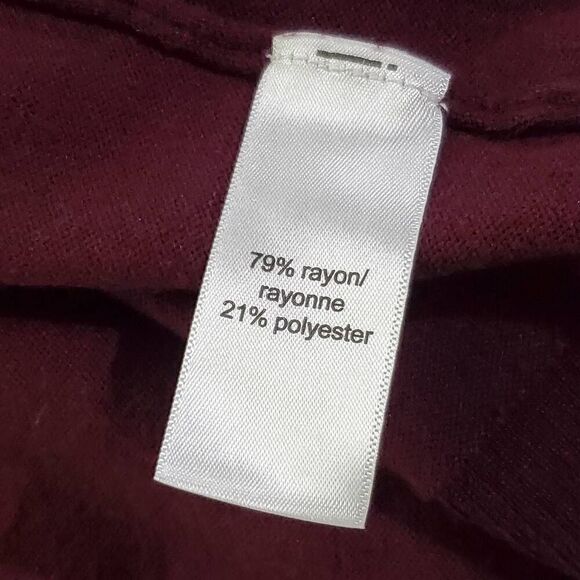 79% rayon/
rayonne
21% polyester